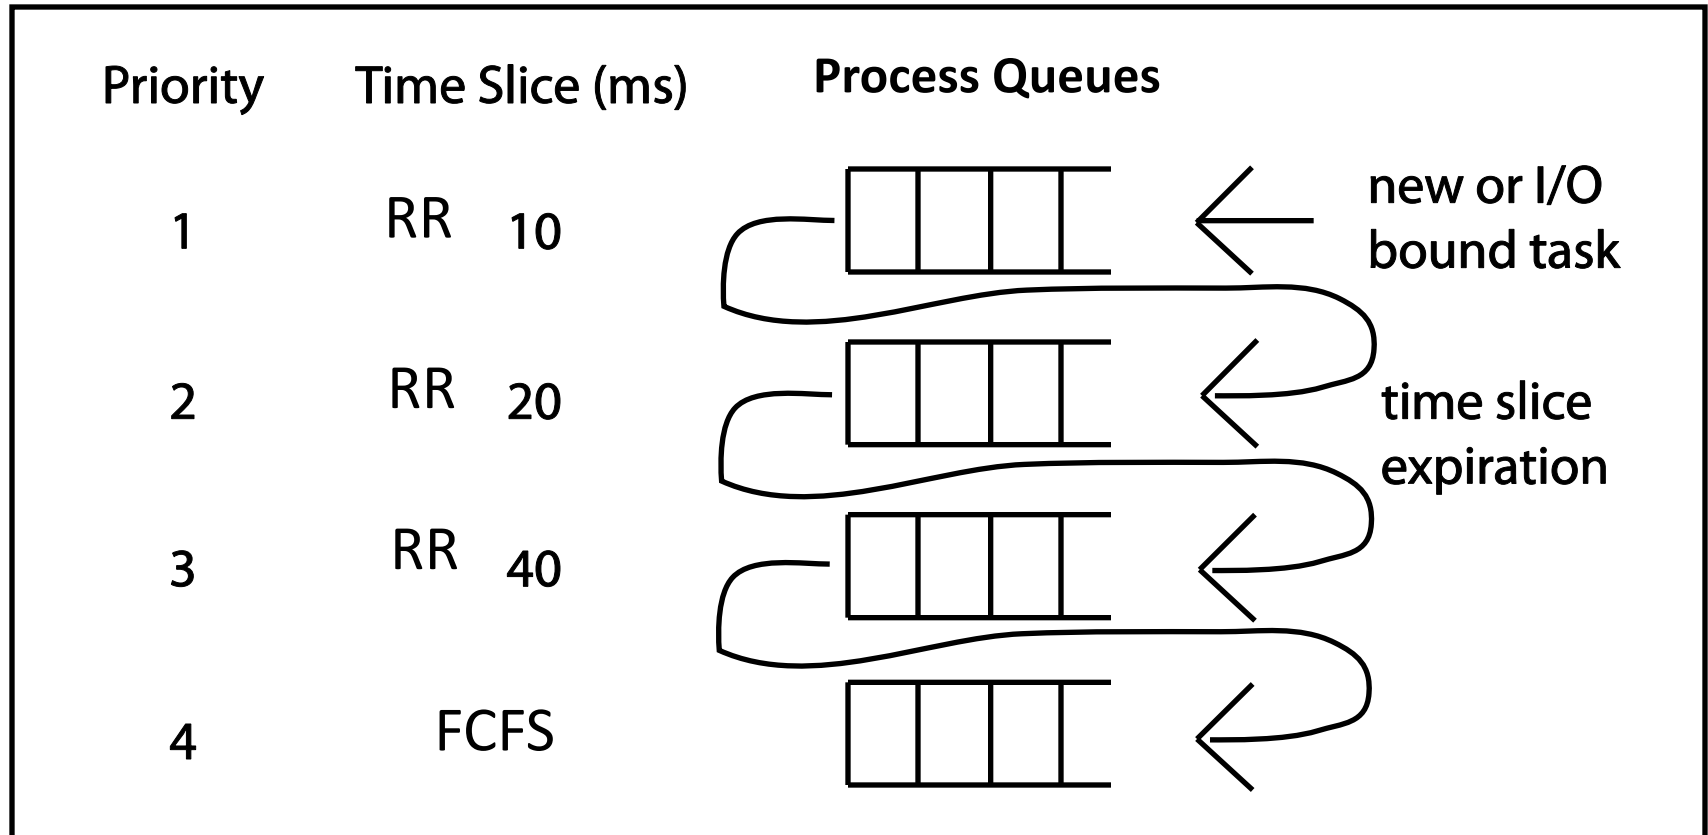 Priority Time Slice (ms) Process Queues
1 RR 10 new or I/O
bound task
2 RR 20 time slice
expiration
3 RR 40
4 FCFS